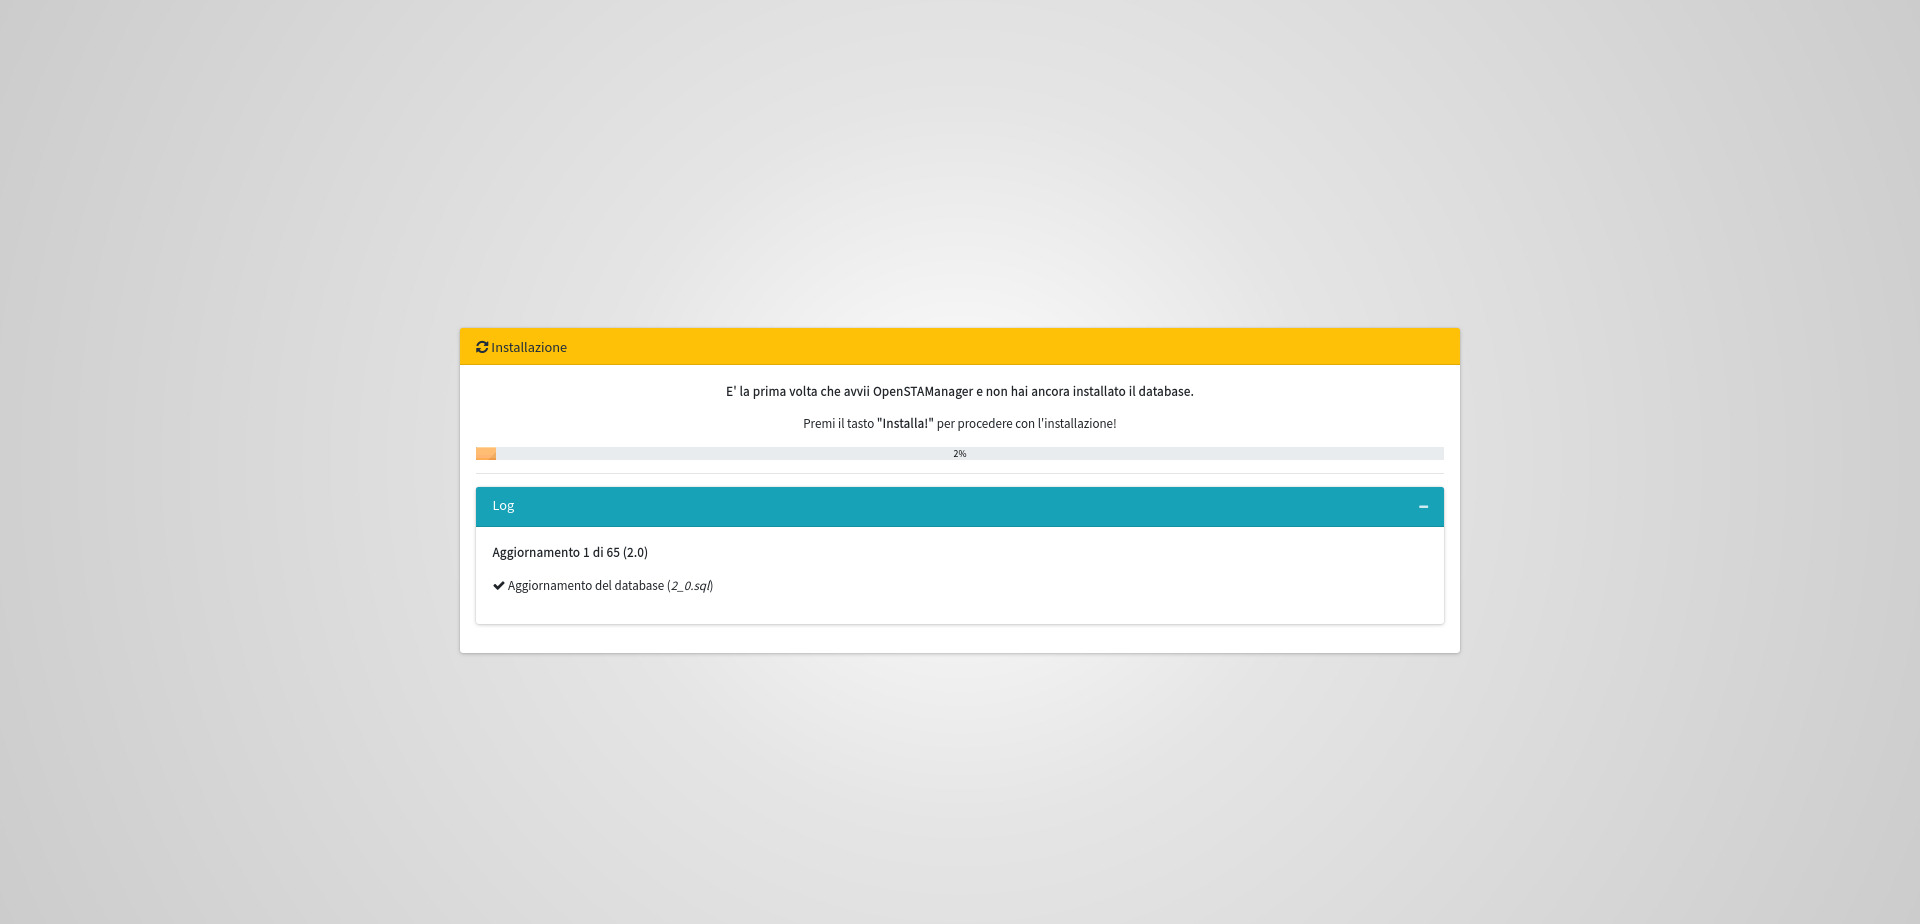 Installazione
E' la prima volta che avvii OpenSTAManager e non hai ancora installato il database.
Premi il tasto "Installa!" per procedere con l'installazione!
2%
Log
Aggiornamento 1 di 65 (2.0)
Aggiornamento del database (2_0.sql)